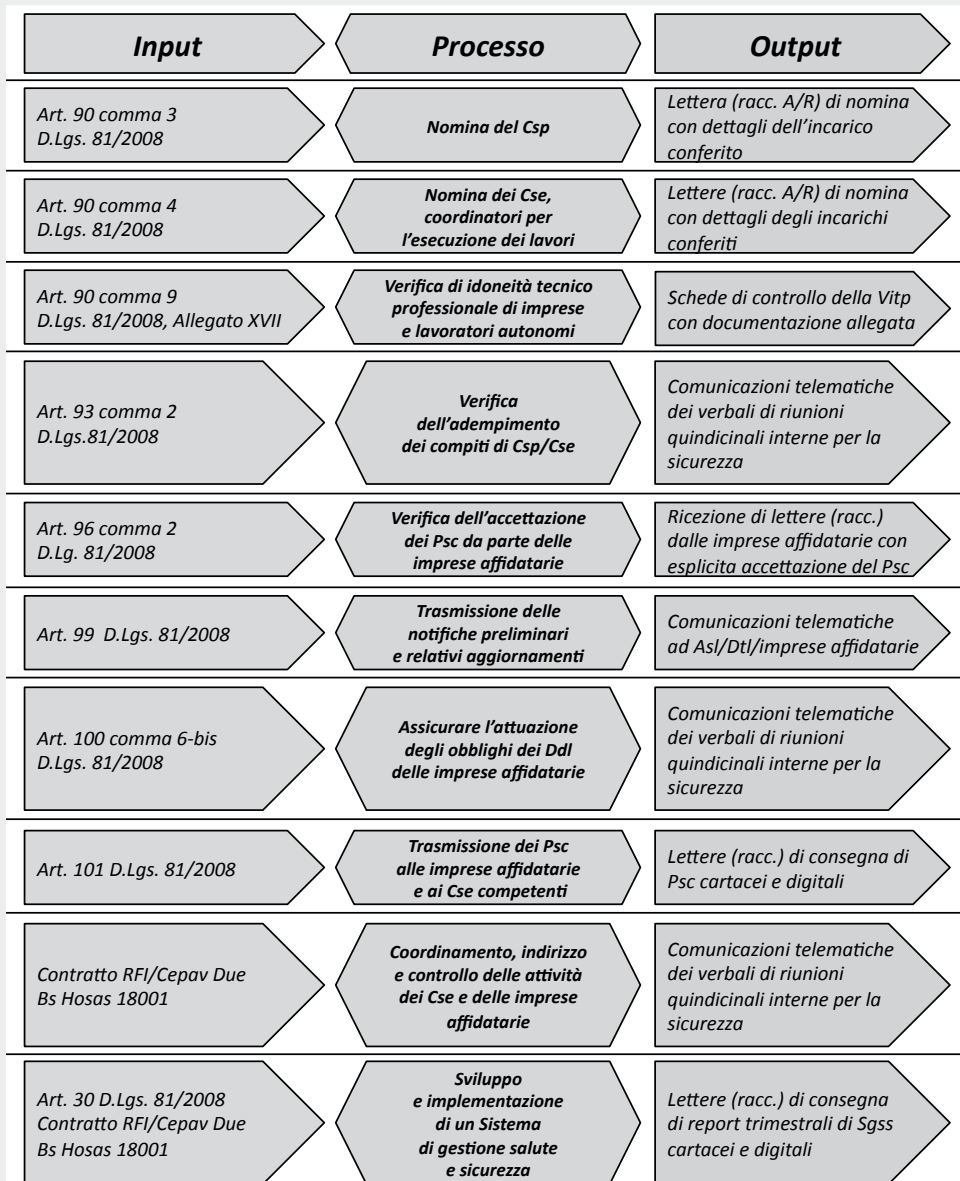 Input
Processo
Output
Art. 90 comma 3
D.Lgs. 81/2008
Nomina del Csp
Lettera (racc. A/R) di nomina
con dettagli dell'incarico
conferito
Art. 90 comma 4
D.Lgs. 81/2008
Nomina dei Cse,
coordinatori per
l'esecuzione dei lavori
Lettere (racc. A/R) di nomina
con dettagli degli incarichi
conferiti
Art. 90 comma 9
D.Lgs. 81/2008, Allegato XVII
Verifica di idoneità tecnico
professionale di imprese
e lavoratori autonomi
Schede di controllo della Vitp
con documentazione allegata
Art. 93 comma 2
D.Lgs.81/2008
Verifica
dell'adempimento
dei compiti di Csp/Cse
Comunicazioni telematiche
dei verbali di riunioni
quindicinali interne per la
sicurezza
Art. 96 comma 2
D.Lg. 81/2008
Verifica dell'accettazione
dei Psc da parte delle
imprese affidatarie
Ricezione di lettere (racc.)
dalle imprese affidatarie con
esplicita accettazione del Psc
Art. 99 D.Lgs. 81/2008
Trasmissione delle
notifiche preliminari
e relativi aggiornamenti
Comunicazioni telematiche
ad Asl/Dtl/imprese affidatarie
Art. 100 comma 6-bis
D.Lgs. 81/2008
Assicurare l'attuazione
degli obblighi dei Ddl
delle imprese affidatarie
Comunicazioni telematiche
dei verbali di riunioni
quindicinali interne per la
sicurezza
Art. 101 D.Lgs. 81/2008
Trasmissione dei Psc
alle imprese affidatarie
e ai Cse competenti
Lettere (racc.) di consegna di
Psc cartacei e digitali
Contratto RFI/Cepav Due
Bs Hosas 18001
Coordinamento, indirizzo
e controllo delle attività
dei Cse e delle imprese
affidatarie
Comunicazioni telematiche
dei verbali di riunioni
quindicinali interne per la
sicurezza
Art. 30 D.Lgs. 81/2008
Contratto RFI/Cepav Due
Bs Hosas 18001
Sviluppo
e implementazione
di un Sistema
di gestione salute
e sicurezza
Lettere (racc.) di consegna
di report trimestrali di Sgss
cartacei e digitali